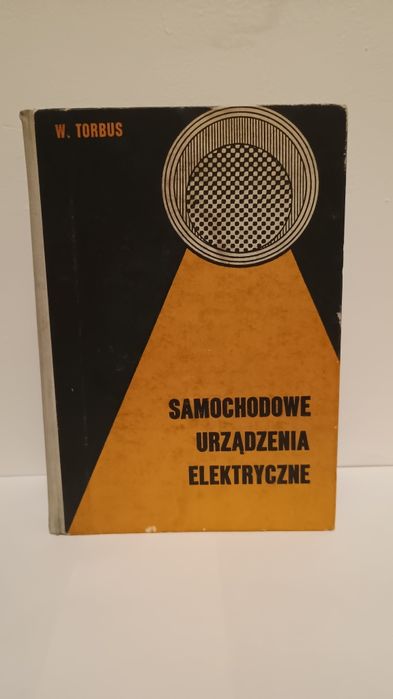 W. TORBUS
SAMOCHODOWE
URZĄDZENIA
ELEKTRYCZNE